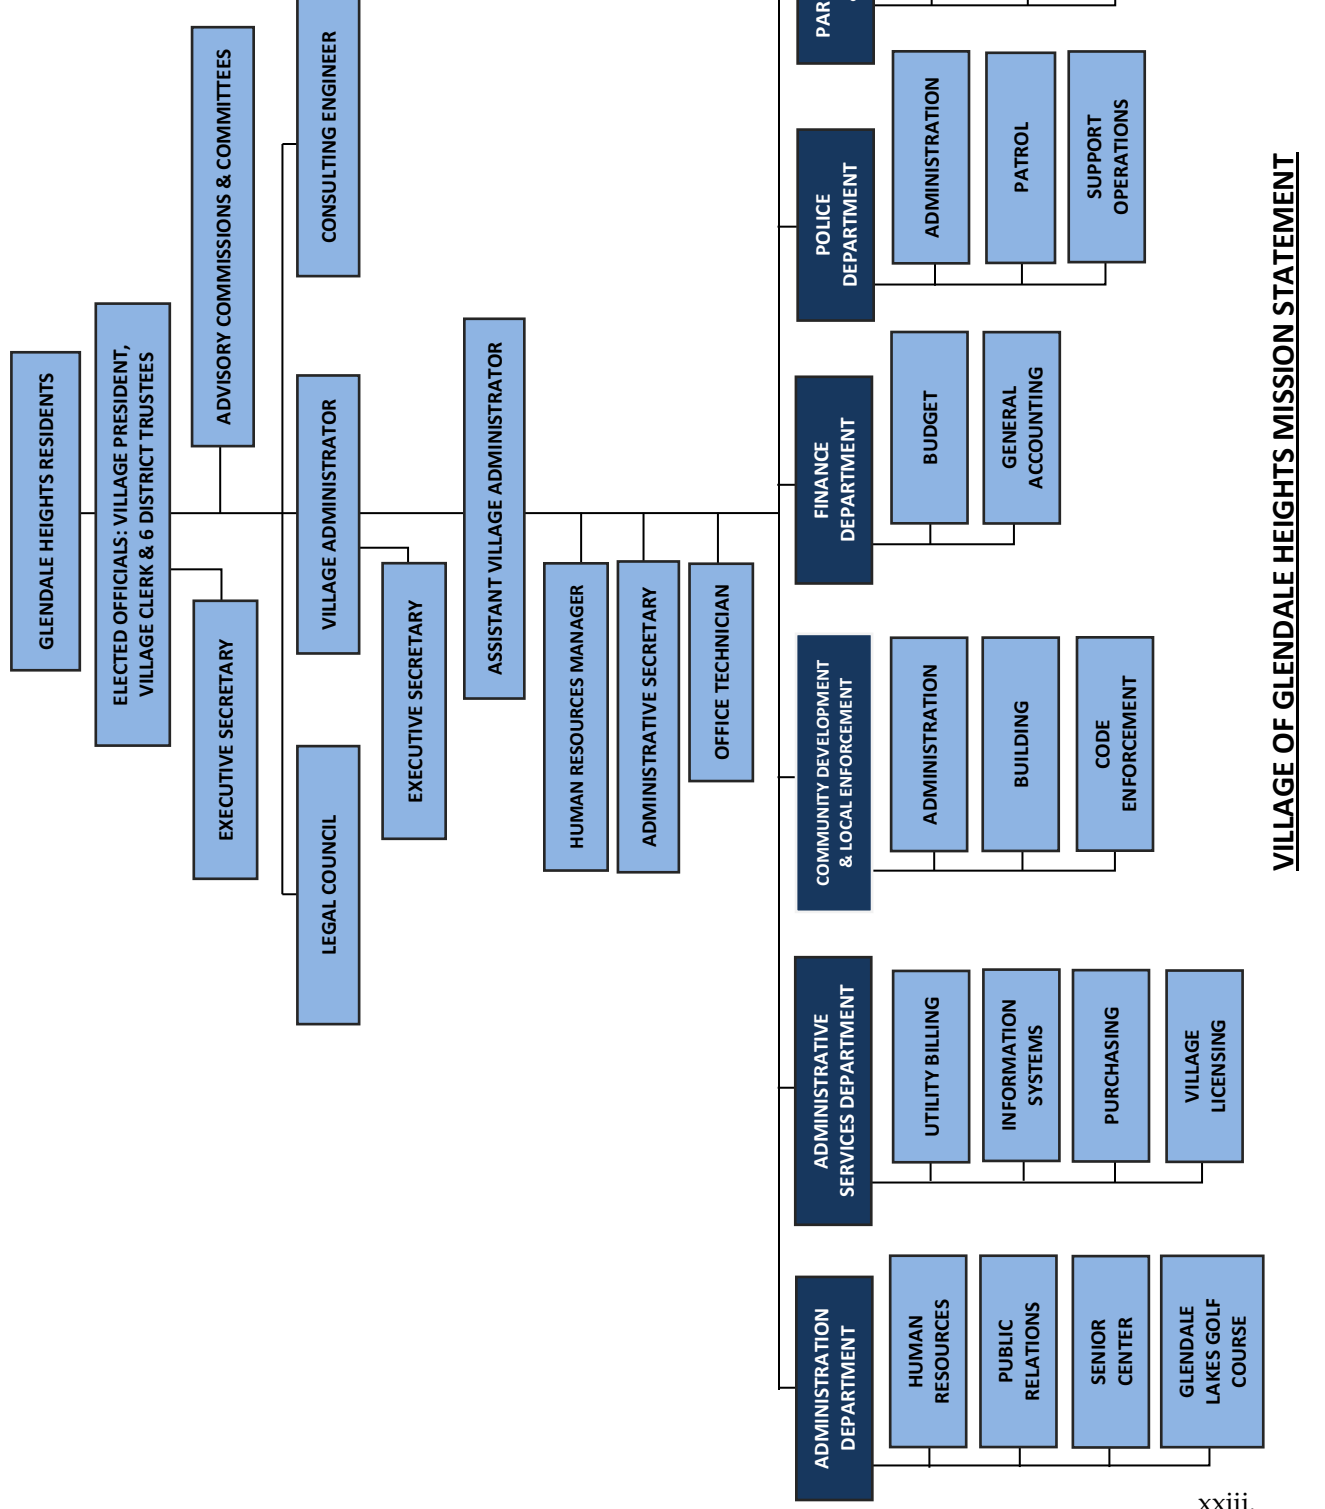 GLENDALE HEIGHTS RESIDENTS
ELECTED OFFICIALS: VILLAGE PRESIDENT,
VILLAGE CLERK & 6 DISTRICT TRUSTEES
EXECUTIVE SECRETARY
ADVISORY COMMISSIONS & COMMITTEES
LEGAL COUNCIL
VILLAGE ADMINISTRATOR
CONSULTING ENGINEER
EXECUTIVE SECRETARY
ASSISTANT VILLAGE ADMINISTRATOR
HUMAN RESOURCES MANAGER
ADMINISTRATIVE SECRETARY
OFFICE TECHNICIAN
ADMINISTRATION
DEPARTMENT
HUMAN
RESOURCES
PUBLIC
RELATIONS
SENIOR
CENTER
GLENDALE
LAKES GOLF
COURSE
ADMINISTRATIVE
SERVICES DEPARTMENT
UTILITY BILLING
INFORMATION
SYSTEMS
PURCHASING
VILLAGE
LICENSING
COMMUNITY DEVELOPMENT
& LOCAL ENFORCEMENT
ADMINISTRATION
BUILDING
CODE
ENFORCEMENT
FINANCE
DEPARTMENT
BUDGET
GENERAL
ACCOUNTING
POLICE
DEPARTMENT
ADMINISTRATION
PATROL
SUPPORT
OPERATIONS
PAR
VILLAGE OF GLENDALE HEIGHTS MISSION STATEMENT
xxiii.